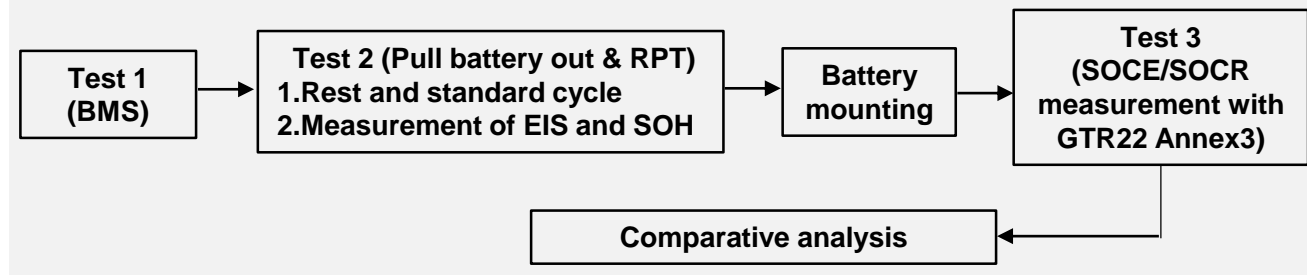 Test 1
(BMS)
Test 2 (Pull battery out & RPT)
1.Rest and standard cycle
2.Measurement of EIS and SOH
Battery
mounting
Test 3
(SOCE/SOCR
measurement with
GTR22 Annex3)
Comparative analysis